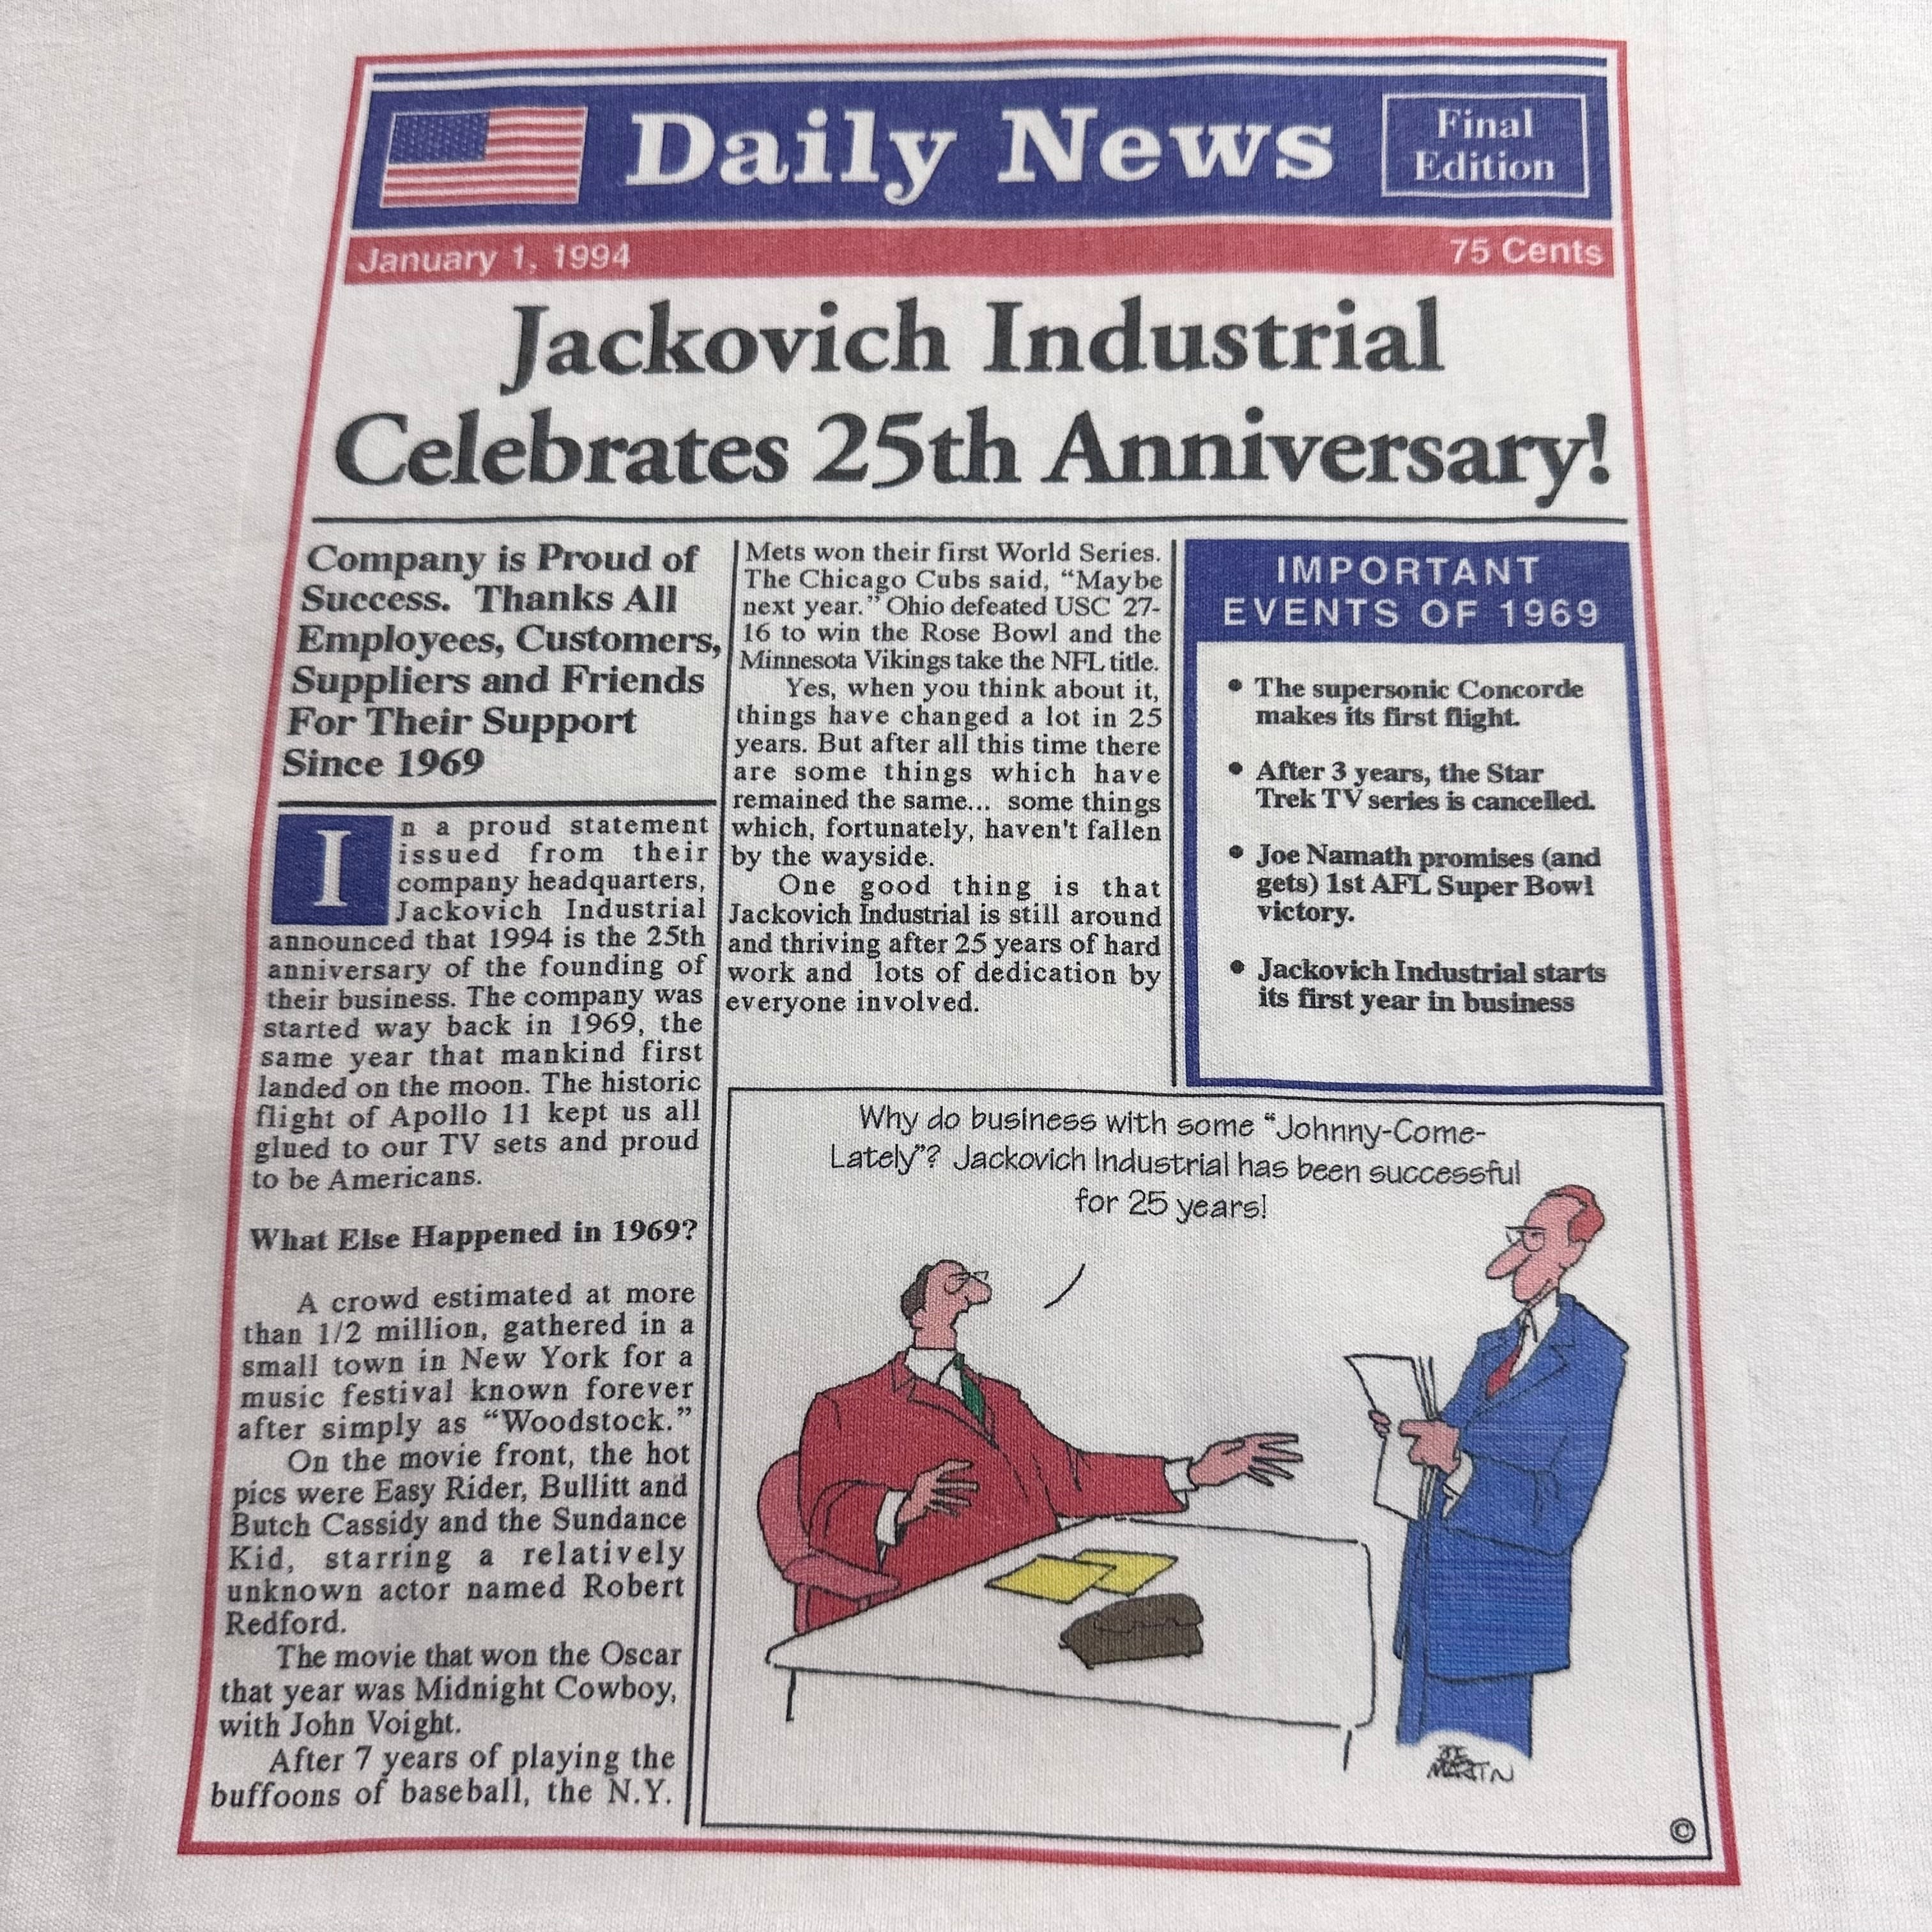 Daily News
Final
Edition
January 1, 1994
75 Cents
Jackovich Industrial
Celebrates 25th Anniversary!
Company is Proud of
Success. Thanks All
Employees, Customers,
Suppliers and Friends
For Their Support
Since 1969
In a proud statement
issued from their
company headquarters,
Jackovich Industrial
announced that 1994 is the 25th
anniversary of the founding of
their business. The company was
started way back in 1969, the
same year that mankind first
landed on the moon. The historic
flight of Apollo 11 kept us all
glued to our TV sets and proud
to be Americans.
What Else Happened in 1969?
A crowd estimated at more
than 1/2 million, gathered in a
small town in New York for a
music festival known forever
after simply as “Woodstock.”
On the movie front, the hot
pics were Easy Rider, Bullitt and
Butch Cassidy and the Sundance
Kid, starring a relatively
unknown actor named Robert
Redford.
The movie that won the Oscar
that year was Midnight Cowboy,
with John Voight.
After 7 years of playing the
buffoons of baseball, the N.Y.
Mets won their first World Series.
The Chicago Cubs said, “Maybe
next year.” Ohio defeated USC 27-
16 to win the Rose Bowl and the
Minnesota Vikings take the NFL title.
Yes, when you think about it,
things have changed a lot in 25
years. But after all this time there
are some things which have
remained the same... some things
which, fortunately, haven't fallen
by the wayside.
One good thing is that
Jackovich Industrial is still around
and thriving after 25 years of hard
work and lots of dedication by
everyone involved.
IMPORTANT
EVENTS OF 1969
• The supersonic Concorde
makes its first flight.
• After 3 years, the Star
Trek TV series is cancelled.
• Joe Namath promises (and
gets) 1st AFL Super Bowl
victory.
• Jackovich Industrial starts
its first year in business
Why do business with some “Johnny-Come-
Lately”? Jackovich Industrial has been successful
for 25 years!
JOE
MARTIN
©